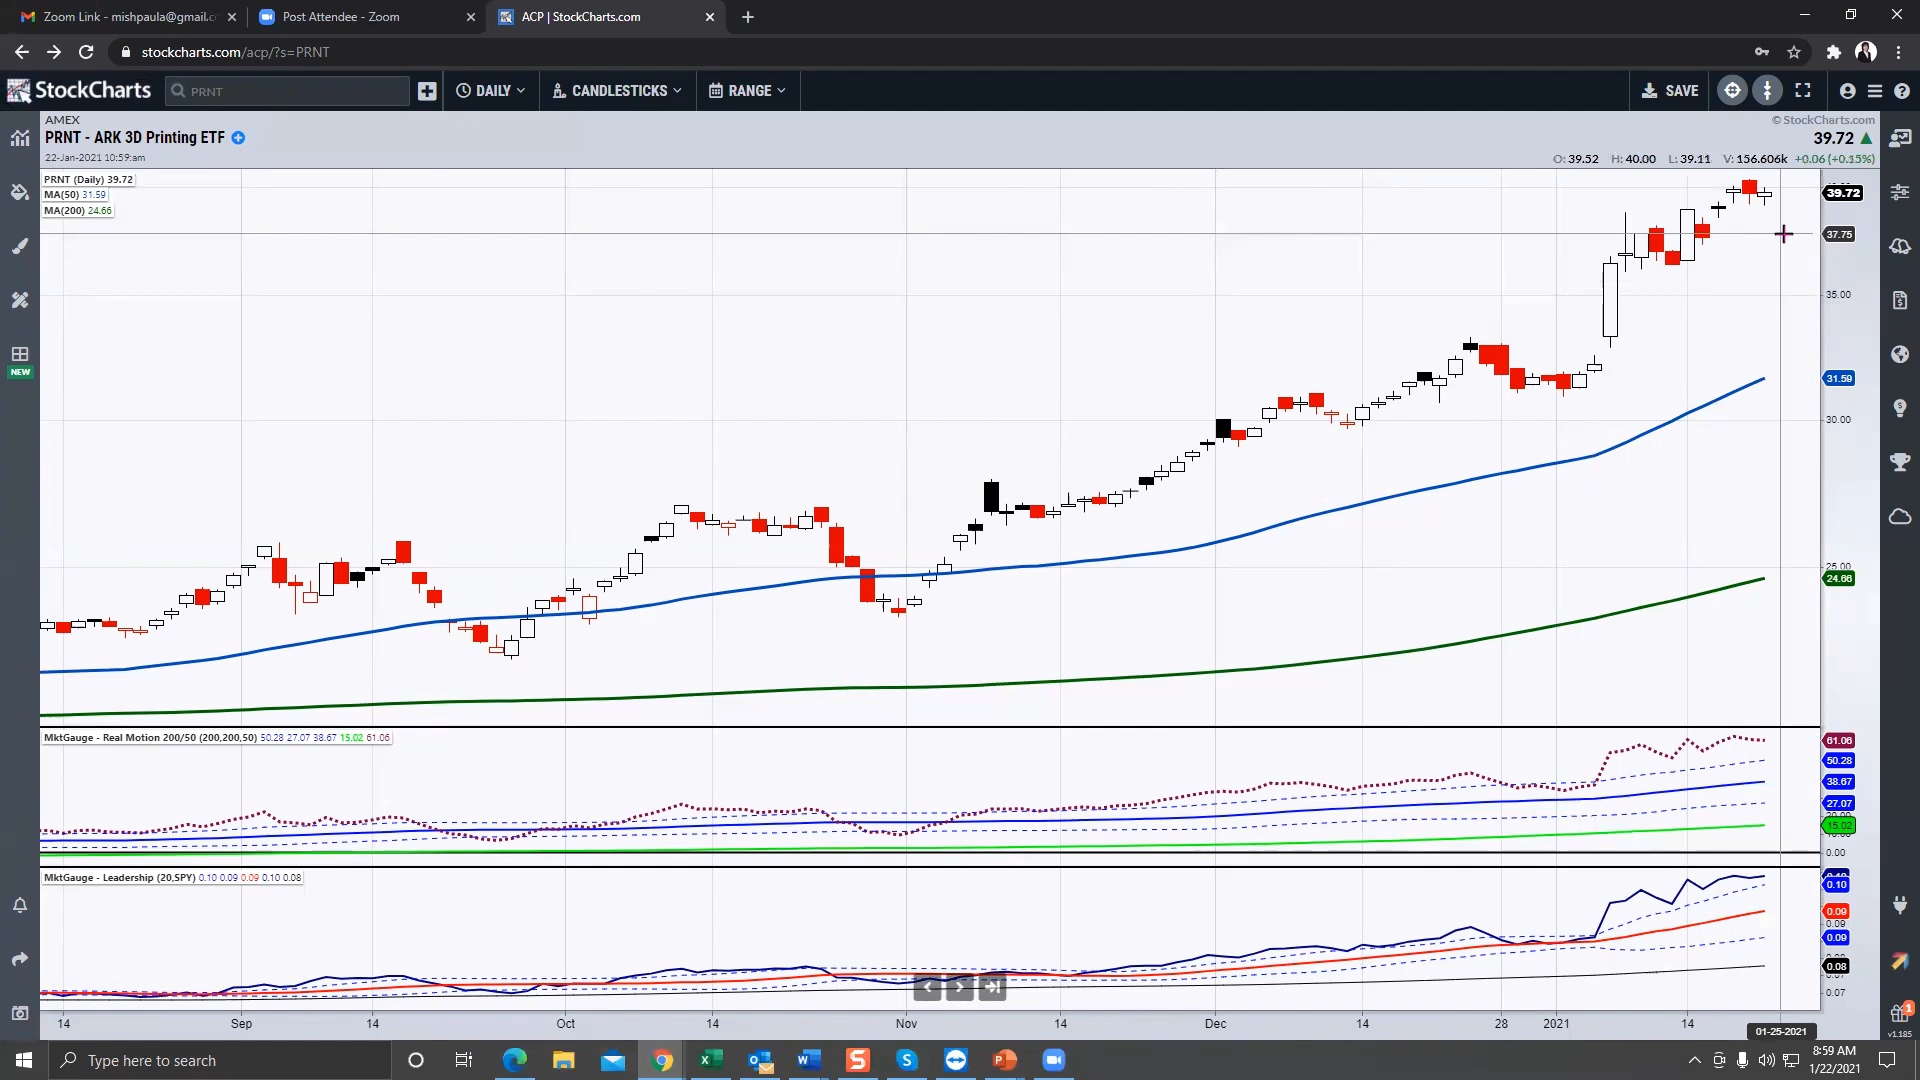 Zoom Link - mishpaula@gmail.c
Post Attendee - Zoom
ACP | StockCharts.com
stockcharts.com/acp/?s=PRNT
StockCharts
PRNT
DAILY
CANDLESTICKS
RANGE
SAVE
AMEX
© StockCharts.com
PRNT - ARK 3D Printing ETF
39.72
22-Jan-2021 10:59:am
O: 39.52 H: 40.00 L: 39.11 V: 156.606k +0.06 (+0.15%)
PRNT (Daily) 39.72
MA(50) 31.59
MA(200) 24.66
39.72
37.75
35.00
NEW
31.59
30.00
25.00
24.66
MktGauge - Real Motion 200/50 (200,200,50) 50.28 27.07 38.67 15.02 61.06
61.06
50.28
38.67
27.07
15.02
0.00
MktGauge - Leadership (20,SPY) 0.10 0.09 0.09 0.10 0.08
0.10
0.09
0.09
0.09
0.08
0.07
14 Sep 14 Oct 14 Nov 14 Dec 14 28 2021 14
01-25-2021
1
v1.185
Type here to search
8:59 AM
1/22/2021